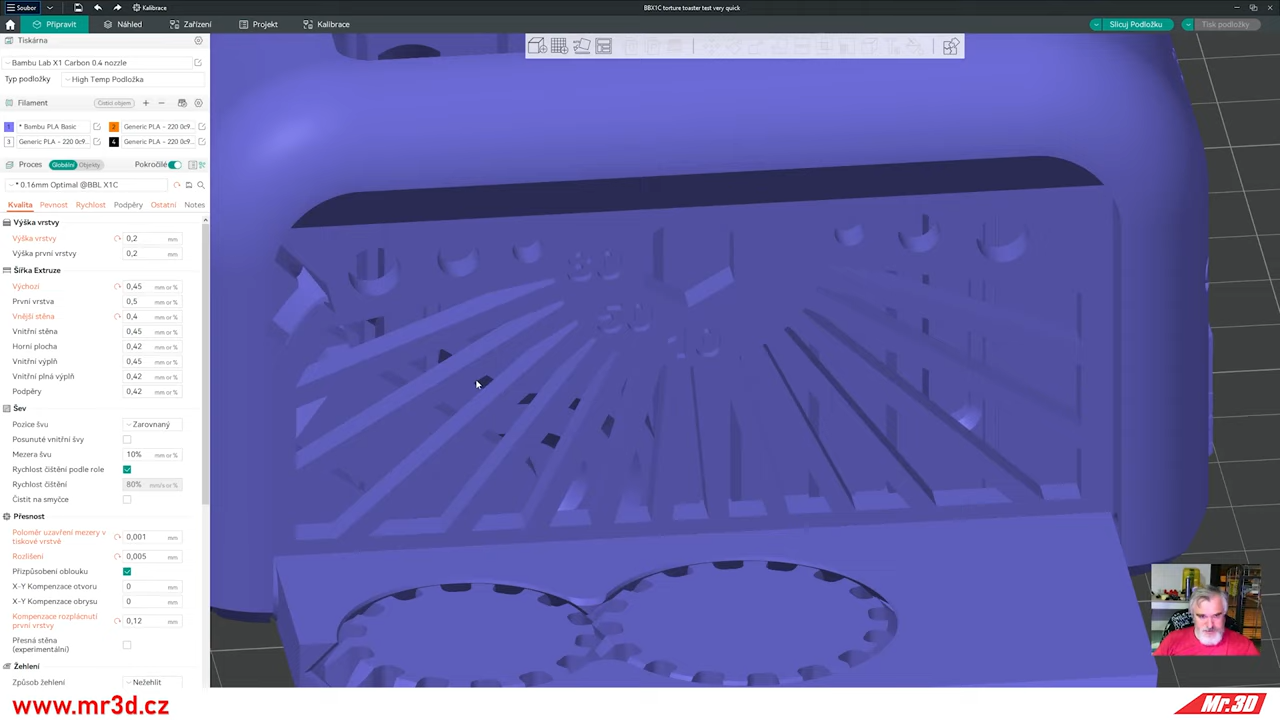 Soubor
Kalibrace
BBX1C torture toaster test very quick
Připravit
Náhled
Zařízení
Projekt
Kalibrace
Slicuj Podložku
Tisk podložky
Tiskárna
Bambu Lab X1 Carbon 0.4 nozzle
Typ podložky
High Temp Podložka
Filament
Čistící objem
1 * Bambu PLA Basic
2 Generic PLA - 220 0c9...
3 Generic PLA - 220 0c9...
4 Generic PLA - 220 0c9...
Proces
Globální
Objekty
Pokročilé
* 0.16mm Optimal @BBL X1C
Kvalita
Pevnost
Rychlost
Podpěry
Ostatní
Notes
Výška vrstvy
Výška vrstvy 0,2 mm
Výška první vrstvy 0,2 mm
Šířka Extruze
Výchozí 0,45 mm or %
První vrstva 0,5 mm or %
Vnější stěna 0,4 mm or %
Vnitřní stěna 0,45 mm or %
Horní plocha 0,42 mm or %
Vnitřní výplň 0,45 mm or %
Vnitřní plná výplň 0,42 mm or %
Podpěry 0,42 mm or %
Šev
Pozice švu Zarovnaný
Posunuté vnitřní švy
Mezera švu 10% mm or %
Rychlost čištění podle role
Rychlost čištění 80% mm/s or %
Čistit na smyčce
Přesnost
Poloměr uzavření mezery v
tiskové vrstvě 0,001 mm
Rozlišení 0,005 mm
Přizpůsobení oblouku
X-Y Kompenzace otvoru 0 mm
X-Y Kompenzace obrysu 0 mm
Kompenzace rozplácnutí
první vrstvy 0,12 mm
Přesná stěna
(experimentální)
Žehlení
Způsob žehlení Nežehlit
www.mr3d.cz
Mr.3D